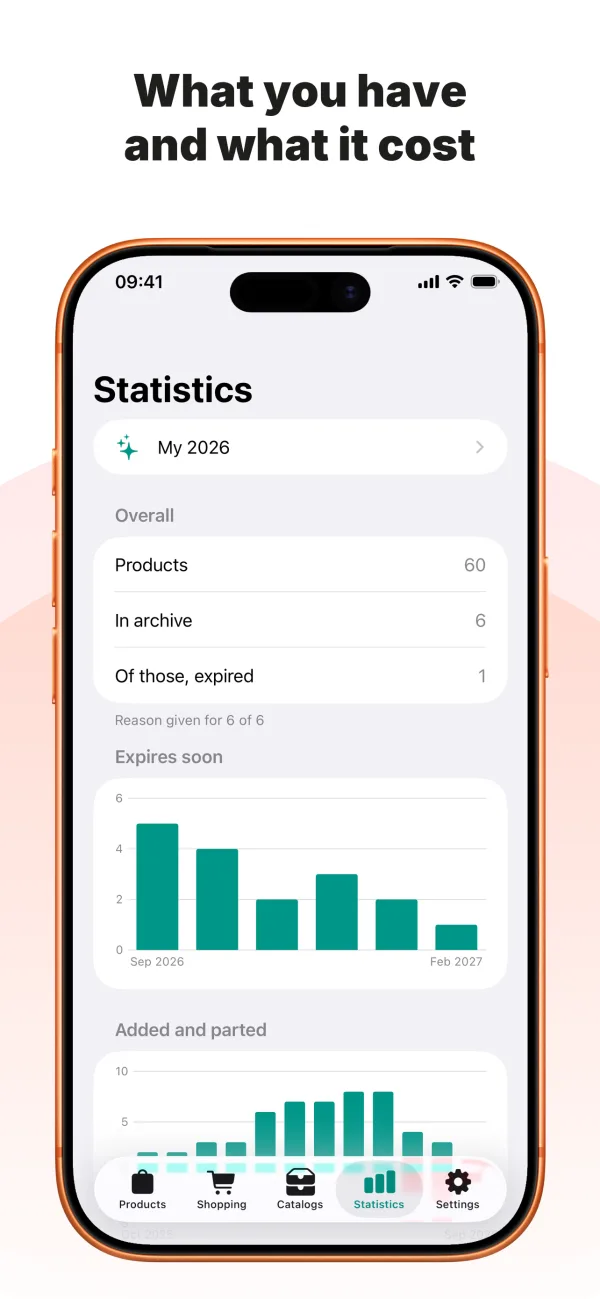 What you have
and what it cost
09:41
Statistics
My 2026
Overall
Products 60
In archive 6
Of those, expired 1
Reason given for 6 of 6
Expires soon
6
4
2
0
Sep 2026 Feb 2027
Added and parted
10
5
Products Shopping Catalogs Statistics Settings